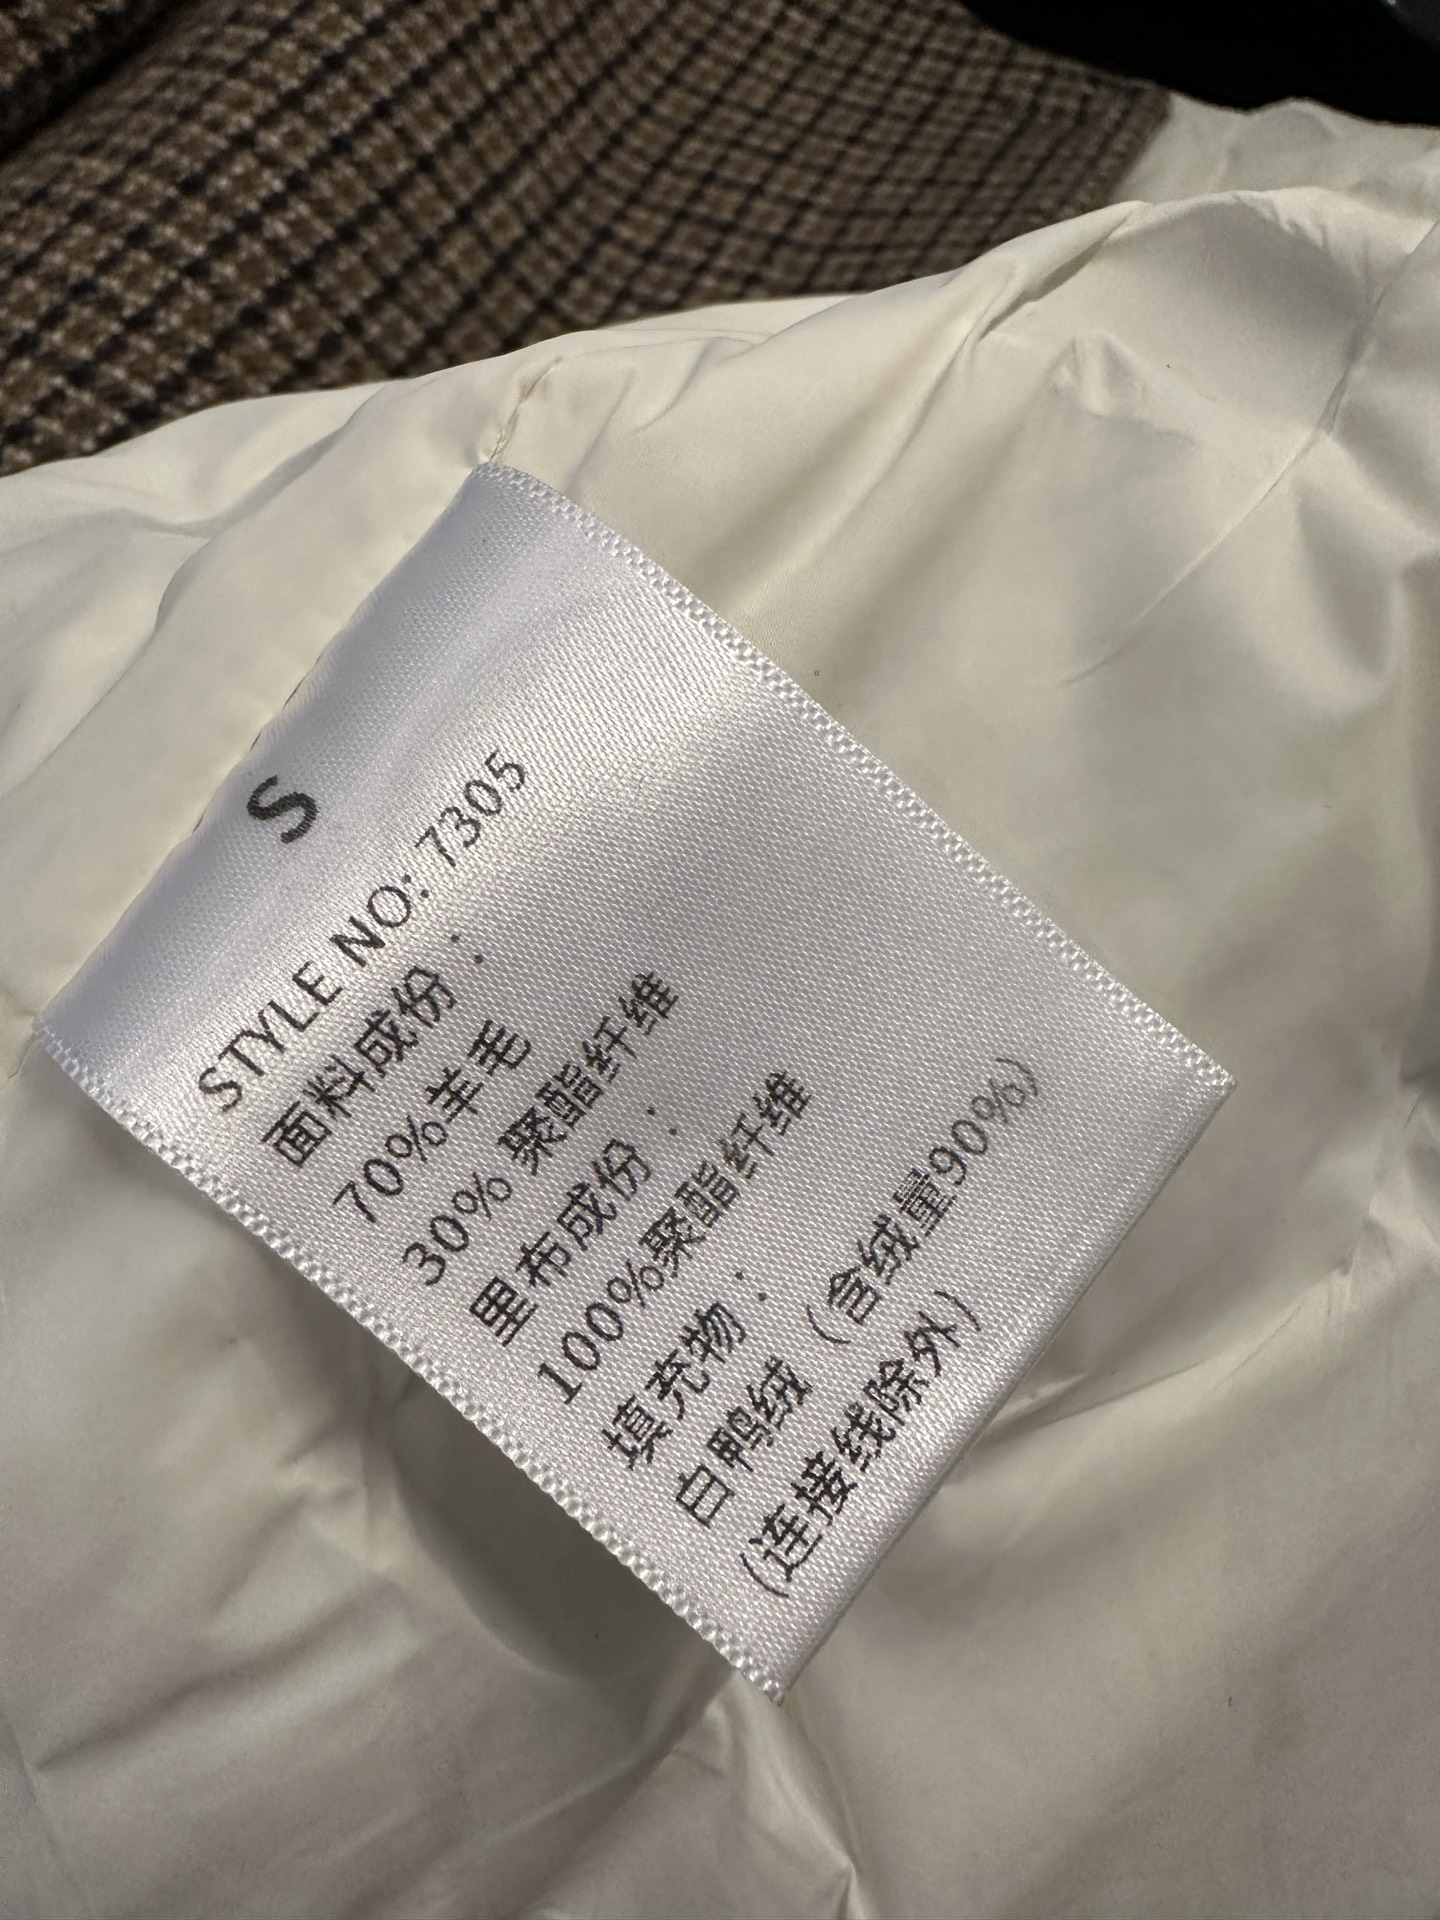 S
STYLE NO: 7305
面料成份：
70%羊毛
30% 聚酯纤维
里布成份：
100%聚酯纤维
填充物：
白鸭绒 （含绒量90%）
（连接线除外）